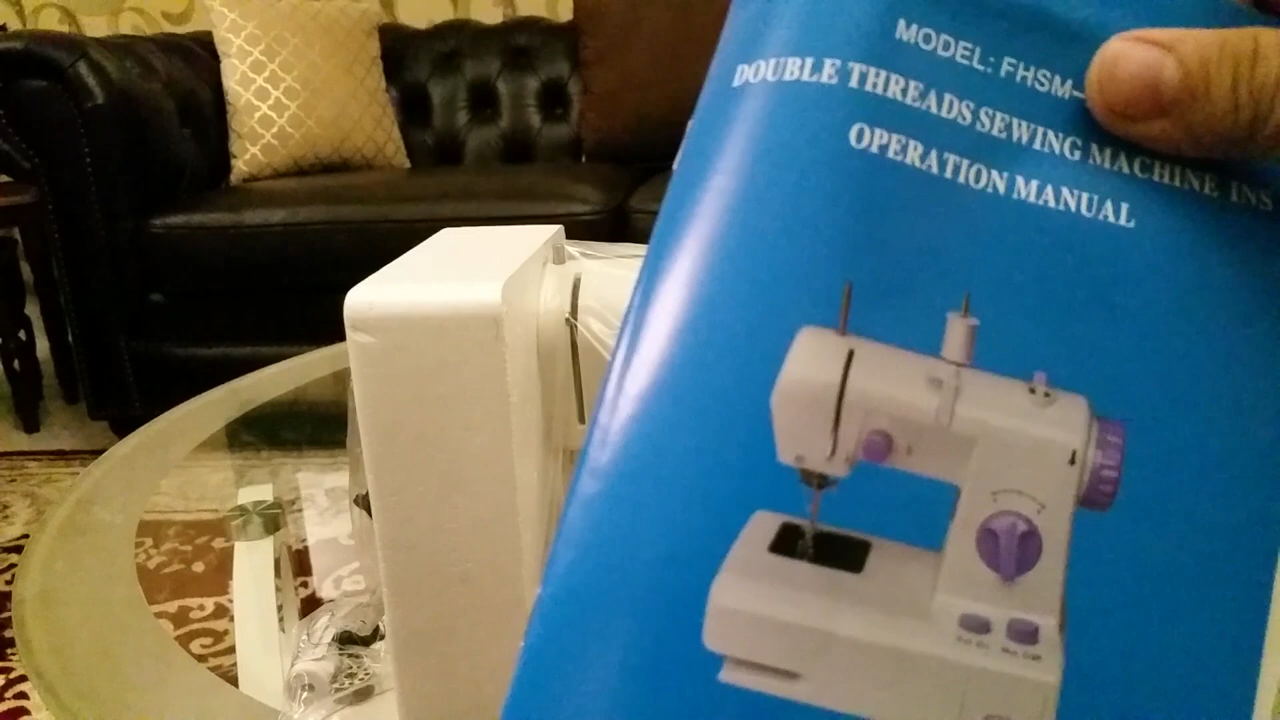 MODEL: FHSM-
DOUBLE THREADS SEWING MACHINE INS
OPERATION MANUAL